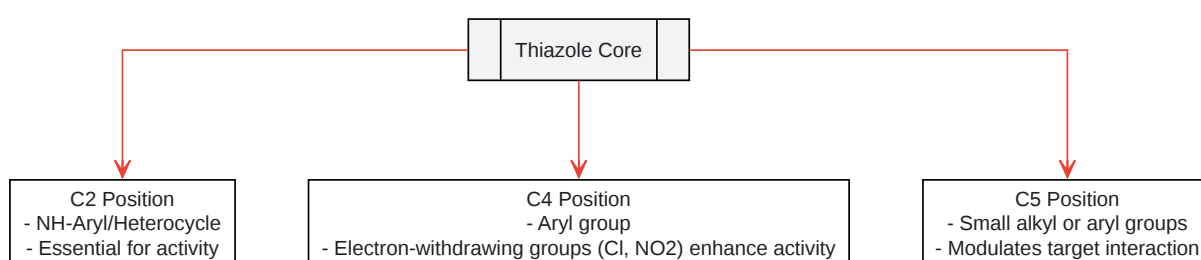 Thiazole Core
C2 Position
- NH-Aryl/Heterocycle
- Essential for activity
C4 Position
- Aryl group
- Electron-withdrawing groups (Cl, NO2) enhance activity
C5 Position
- Small alkyl or aryl groups
- Modulates target interaction